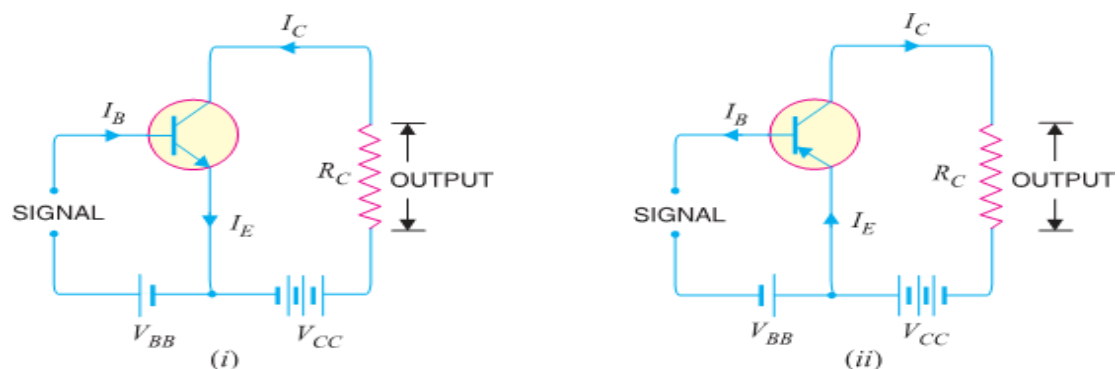 I_C
I_B
R_C
OUTPUT
SIGNAL
I_E
V_BB
V_CC
(i)
I_C
I_B
R_C
OUTPUT
SIGNAL
I_E
V_BB
V_CC
(ii)